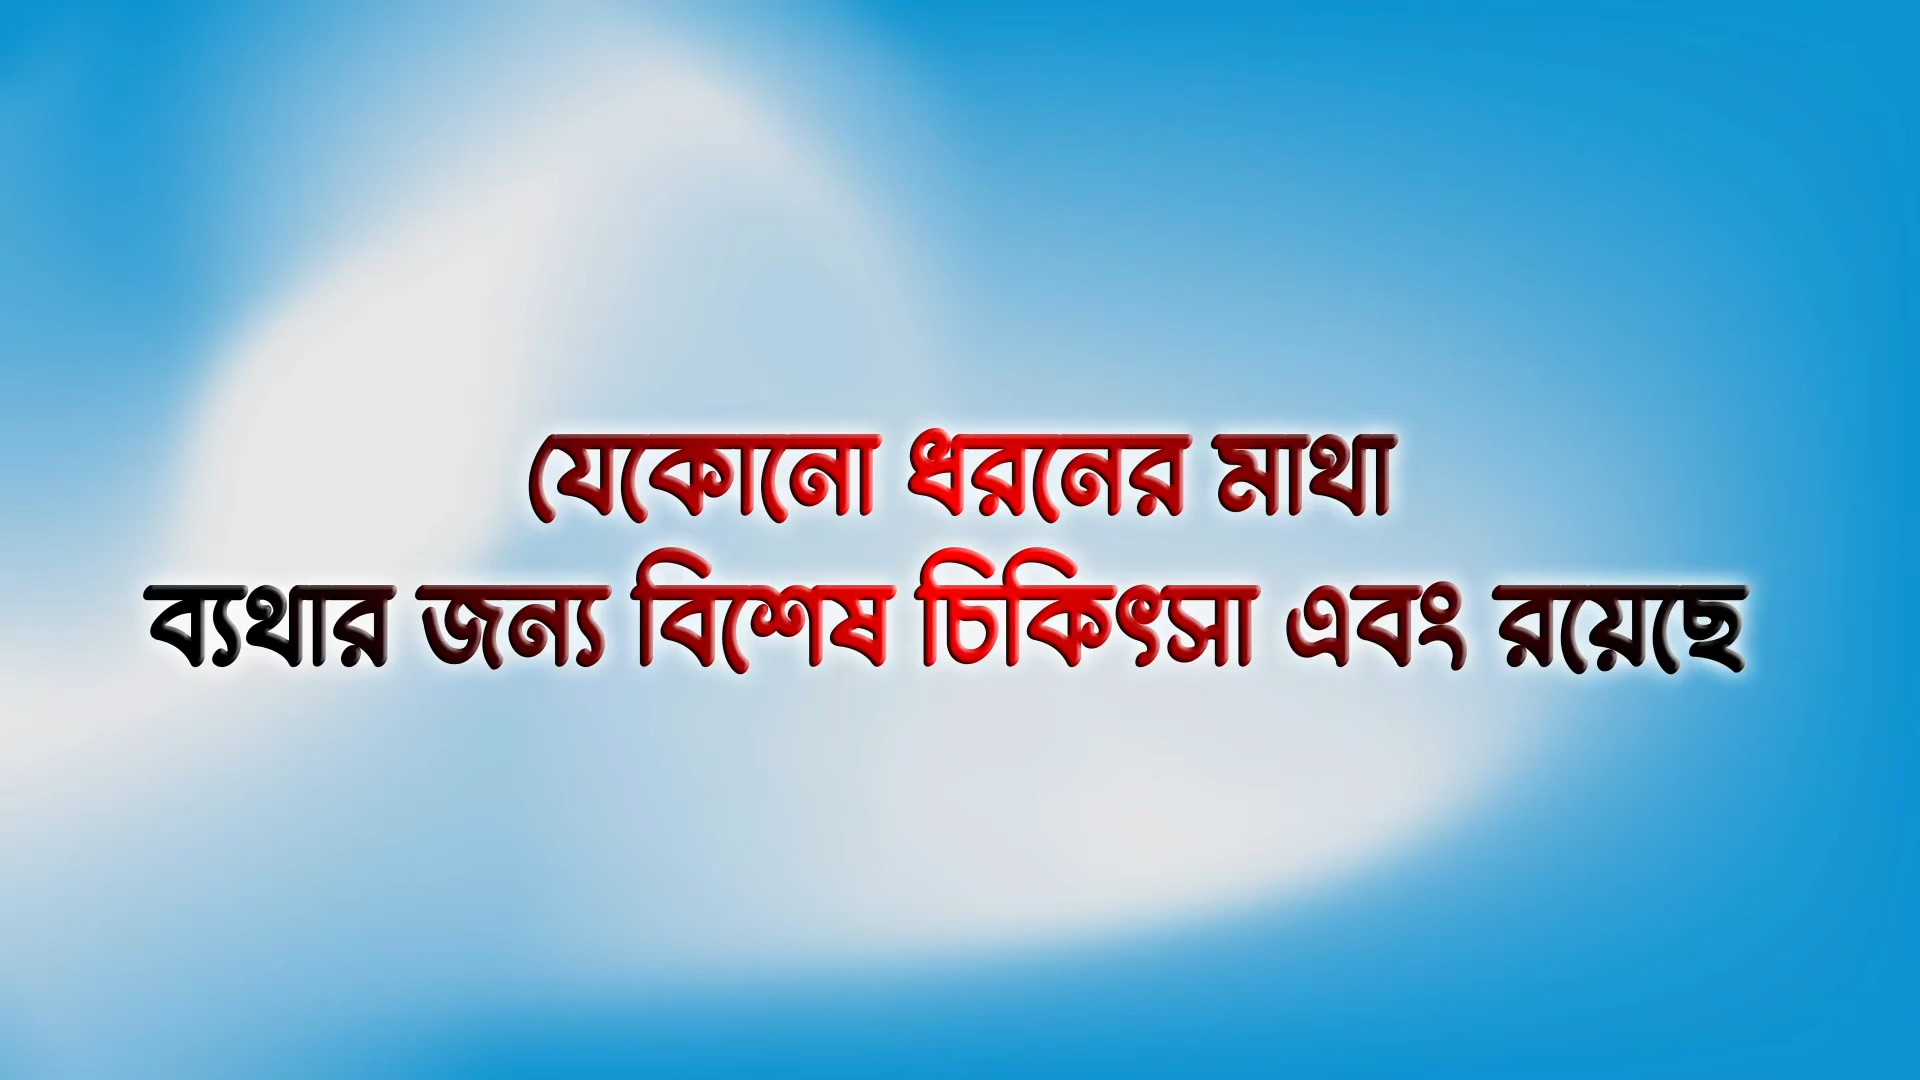 যেকোনো ধরনের মাথা
ব্যথার জন্য বিশেষ চিকিৎসা এবং রয়েছে